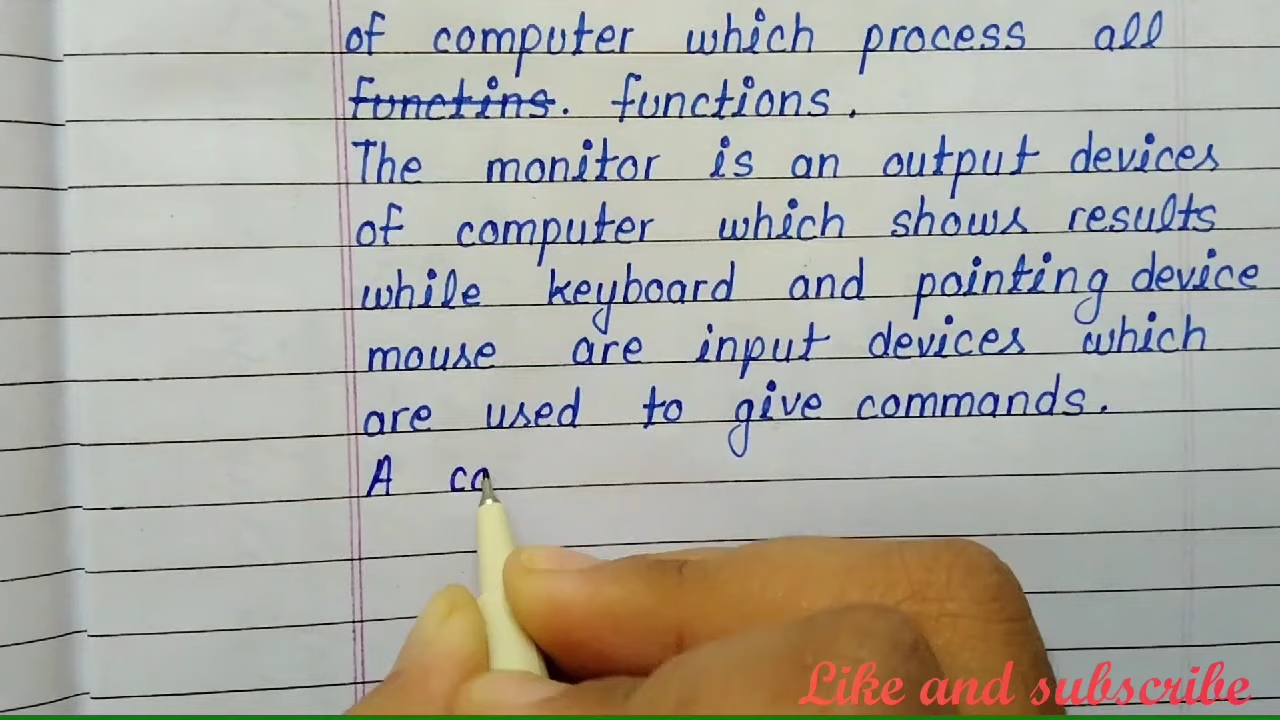 of computer which process all
functins. functions.
The monitor is an output devices
of computer which shows results
while keyboard and pointing device
mouse are input devices which
are used to give commands.
A co
Like and subscribe